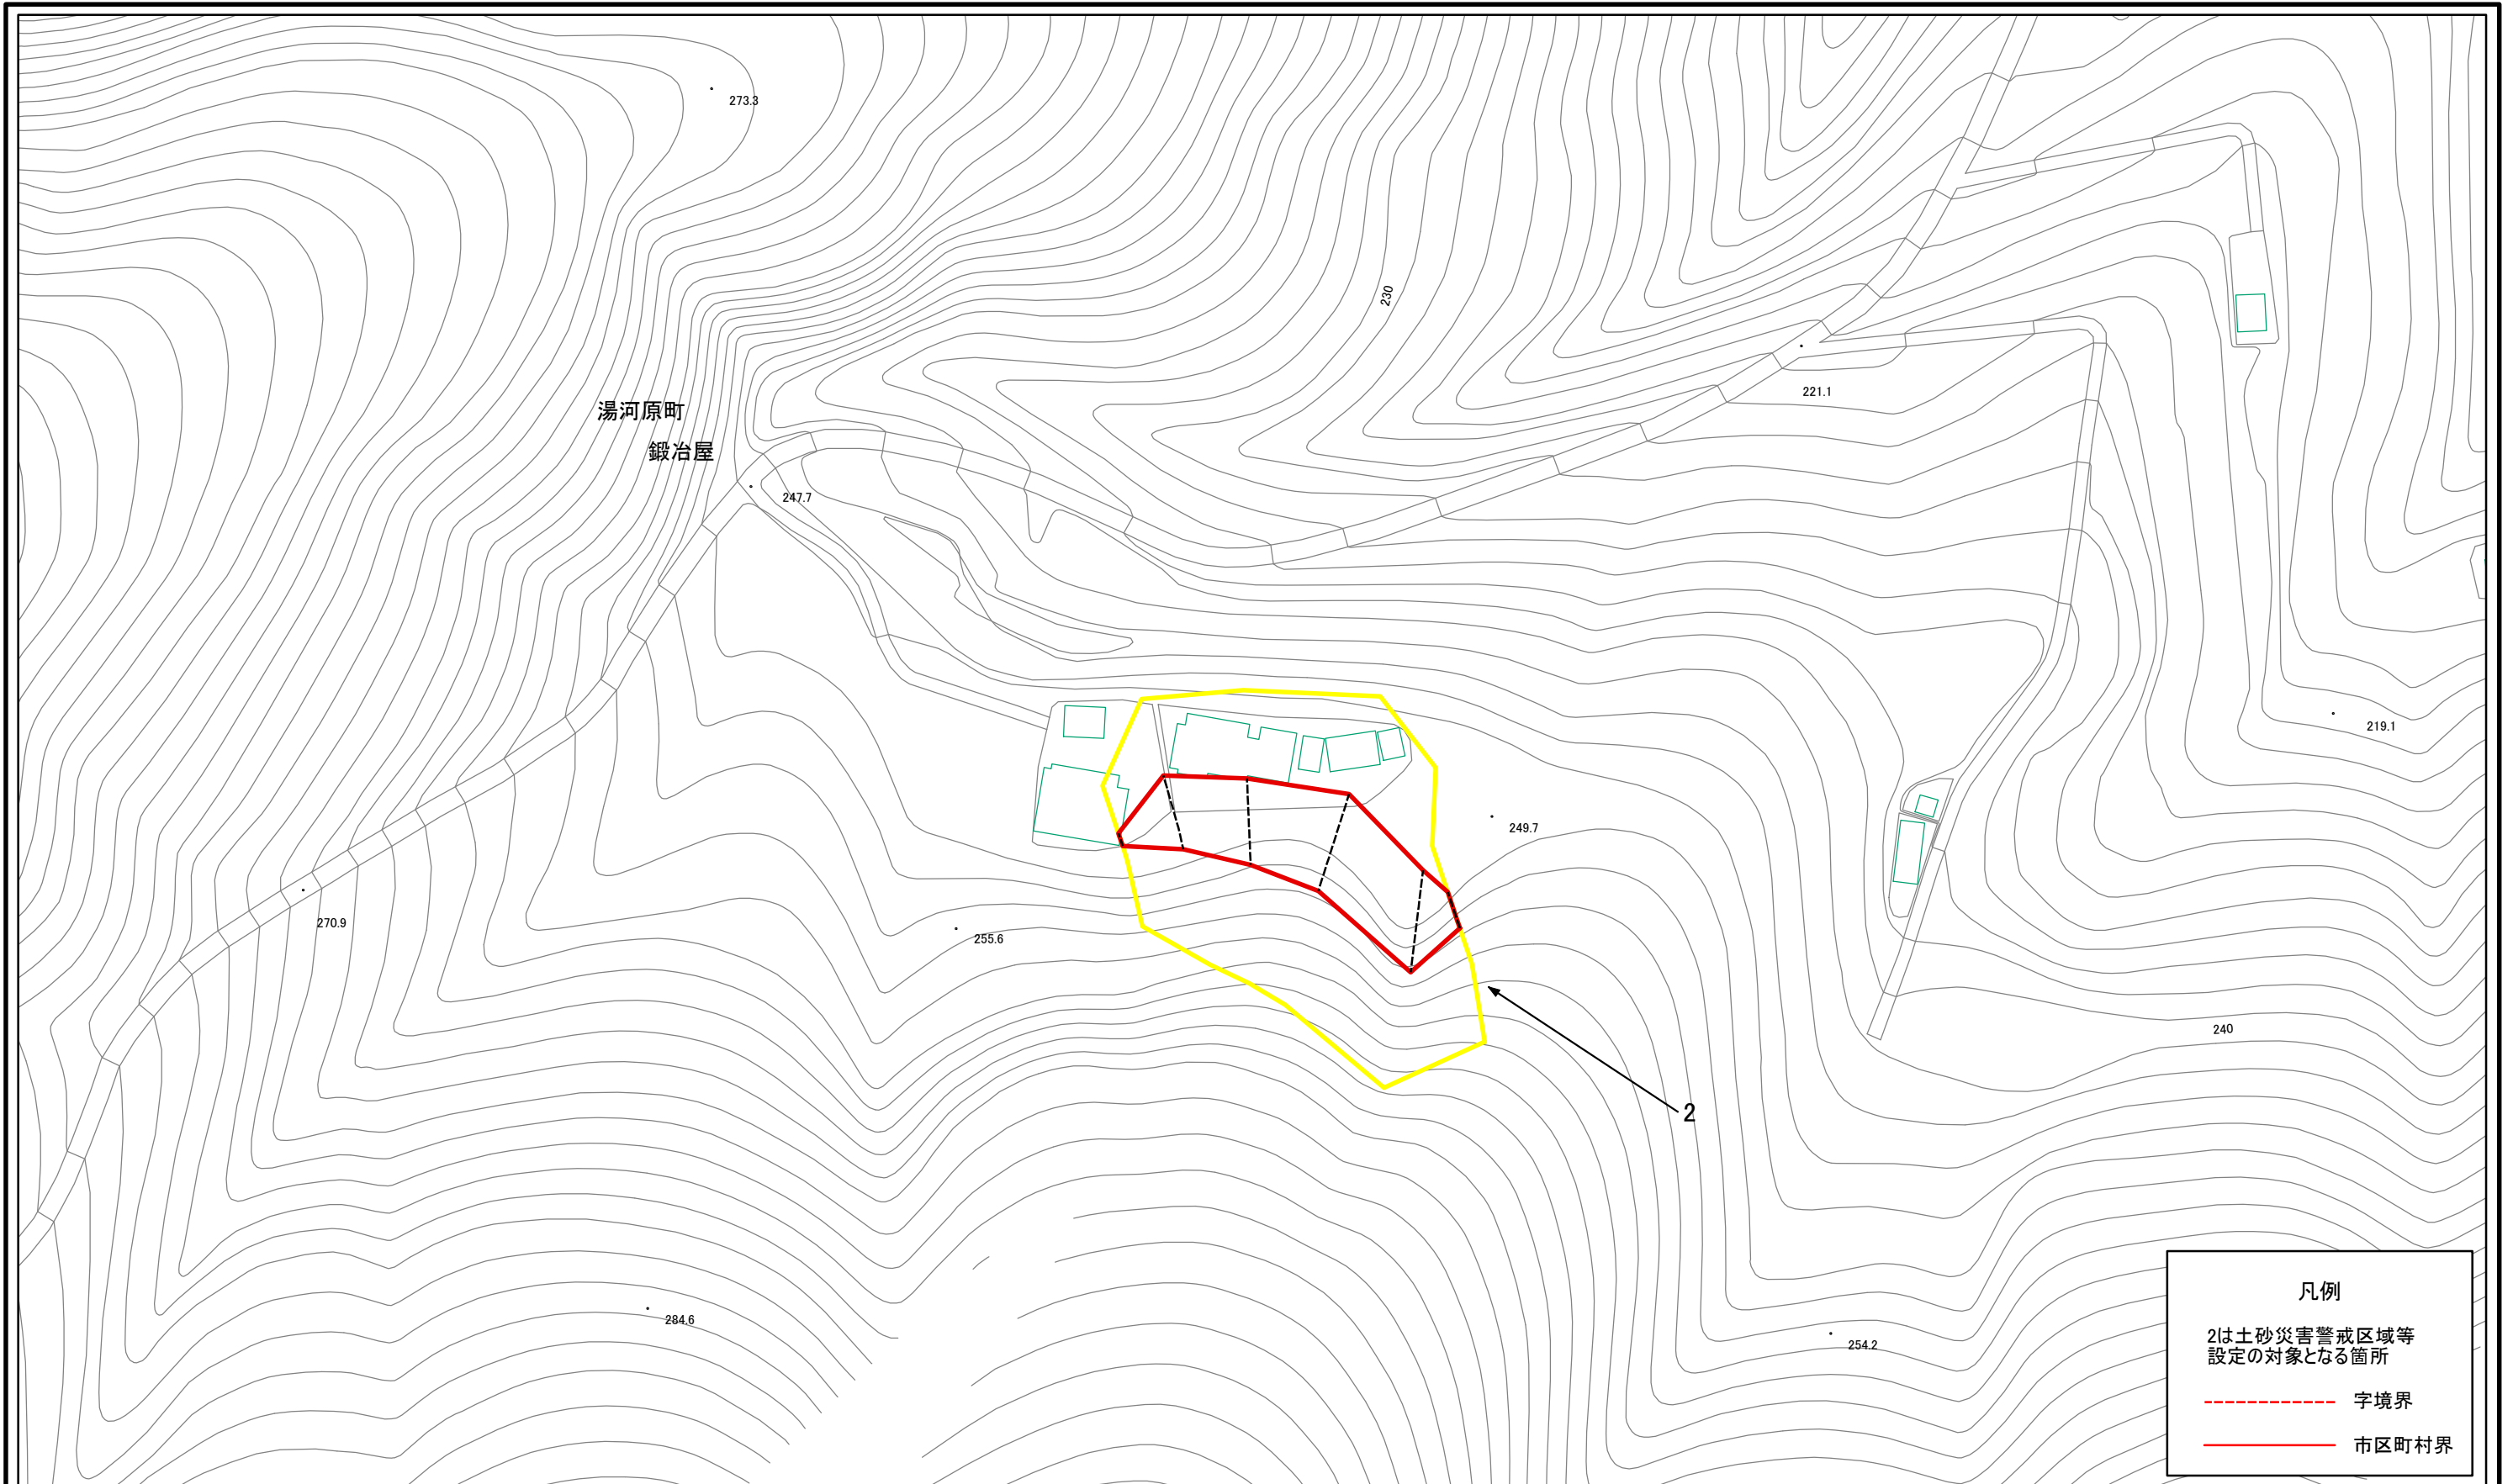 273.3
230
221.1
湯河原町
鍛冶屋
247.7
219.1
249.7
270.9
255.6
240
2
284.6
254.2
凡例
2は土砂災害警戒区域等
設定の対象となる箇所
字境界
市区町村界